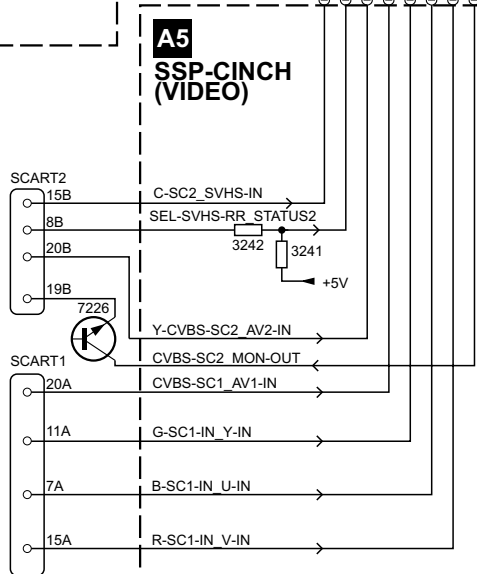 A5
SSP-CINCH
(VIDEO)
SCART2
15B
C-SC2_SVHS-IN
8B
SEL-SVHS-RR_STATUS2
3242
3241
20B
+5V
19B
7226
Y-CVBS-SC2_AV2-IN
CVBS-SC2_MON-OUT
SCART1
20A
CVBS-SC1_AV1-IN
11A
G-SC1-IN_Y-IN
7A
B-SC1-IN_U-IN
15A
R-SC1-IN_V-IN